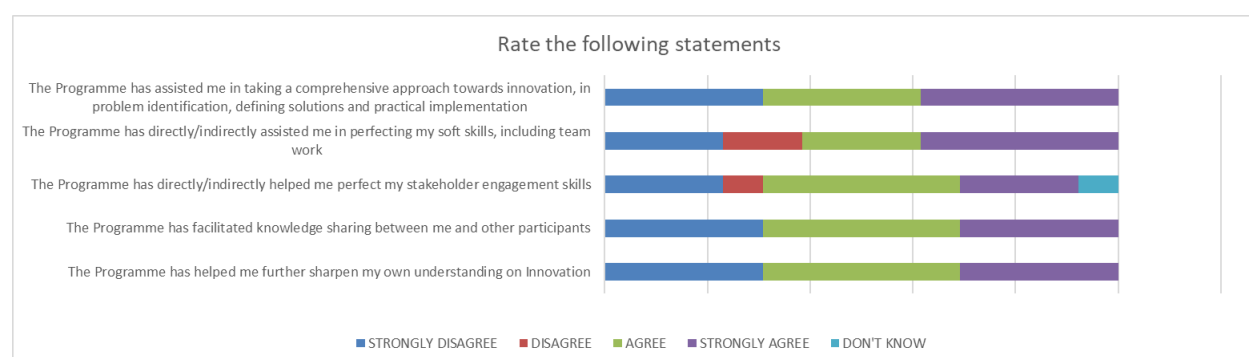 Rate the following statements
The Programme has assisted me in taking a comprehensive approach towards innovation, in
problem identification, defining solutions and practical implementation
The Programme has directly/indirectly assisted me in perfecting my soft skills, including team
work
The Programme has directly/indirectly helped me perfect my stakeholder engagement skills
The Programme has facilitated knowledge sharing between me and other participants
The Programme has helped me further sharpen my own understanding on Innovation
STRONGLY DISAGREE DISAGREE AGREE STRONGLY AGREE DON'T KNOW